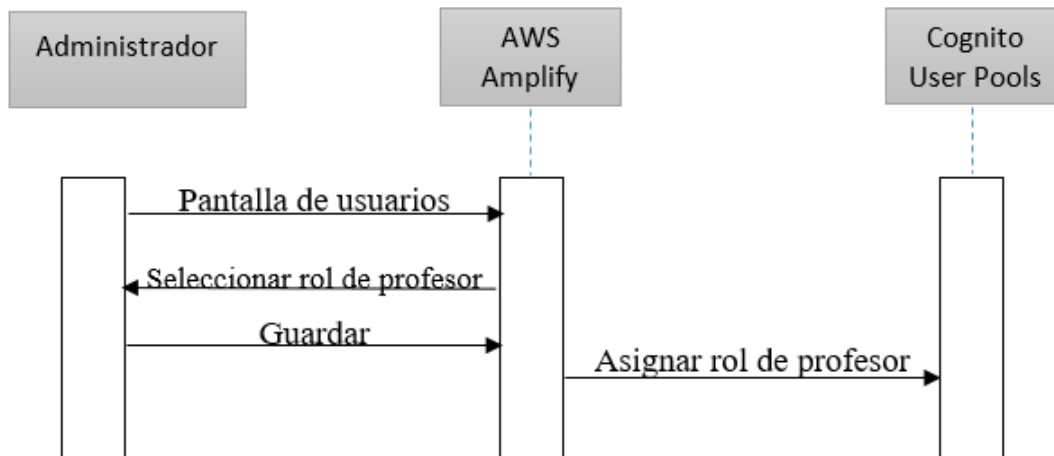 Administrador
AWS
Amplify
Cognito
User Pools
Pantalla de usuarios
Seleccionar rol de profesor
Guardar
Asignar rol de profesor